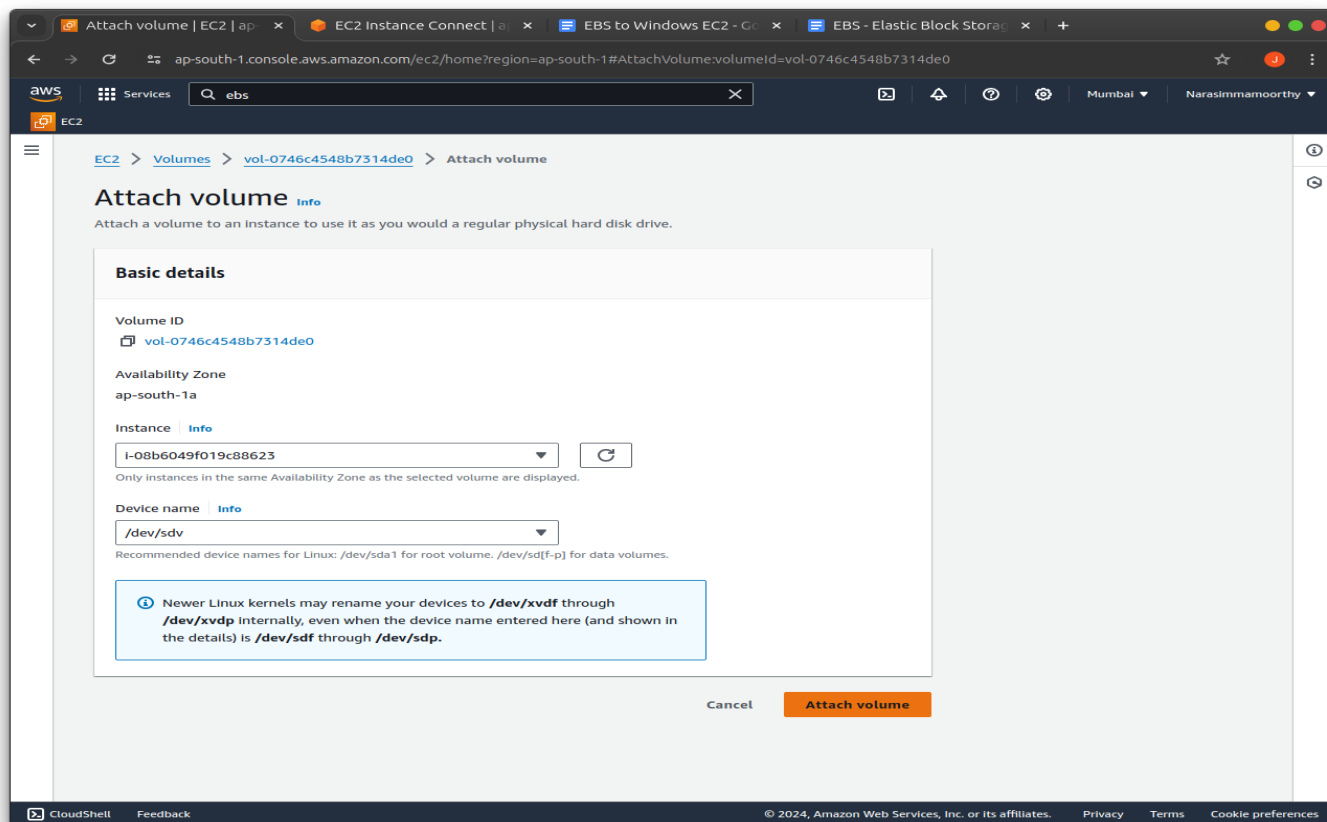 Attach volume | EC2 | ap-
EC2 Instance Connect | a
EBS to Windows EC2 - Go
EBS - Elastic Block Storag
ap-south-1.console.aws.amazon.com/ec2/home?region=ap-south-1#AttachVolume:volumeId=vol-0746c4548b7314de0
J
aws
Services
ebs
Mumbai
Narasimmamoorthy
EC2
EC2 > Volumes > vol-0746c4548b7314de0 > Attach volume
Attach volume Info
Attach a volume to an instance to use it as you would a regular physical hard disk drive.
Basic details
Volume ID
vol-0746c4548b7314de0
Availability Zone
ap-south-1a
Instance Info
i-08b6049f019c88623
Only instances in the same Availability Zone as the selected volume are displayed.
Device name Info
/dev/sdv
Recommended device names for Linux: /dev/sda1 for root volume. /dev/sd[f-p] for data volumes.
Newer Linux kernels may rename your devices to /dev/xvdf through
/dev/xvdp internally, even when the device name entered here (and shown in
the details) is /dev/sdf through /dev/sdp.
Cancel
Attach volume
CloudShell
Feedback
© 2024, Amazon Web Services, Inc. or its affiliates.
Privacy
Terms
Cookie preferences